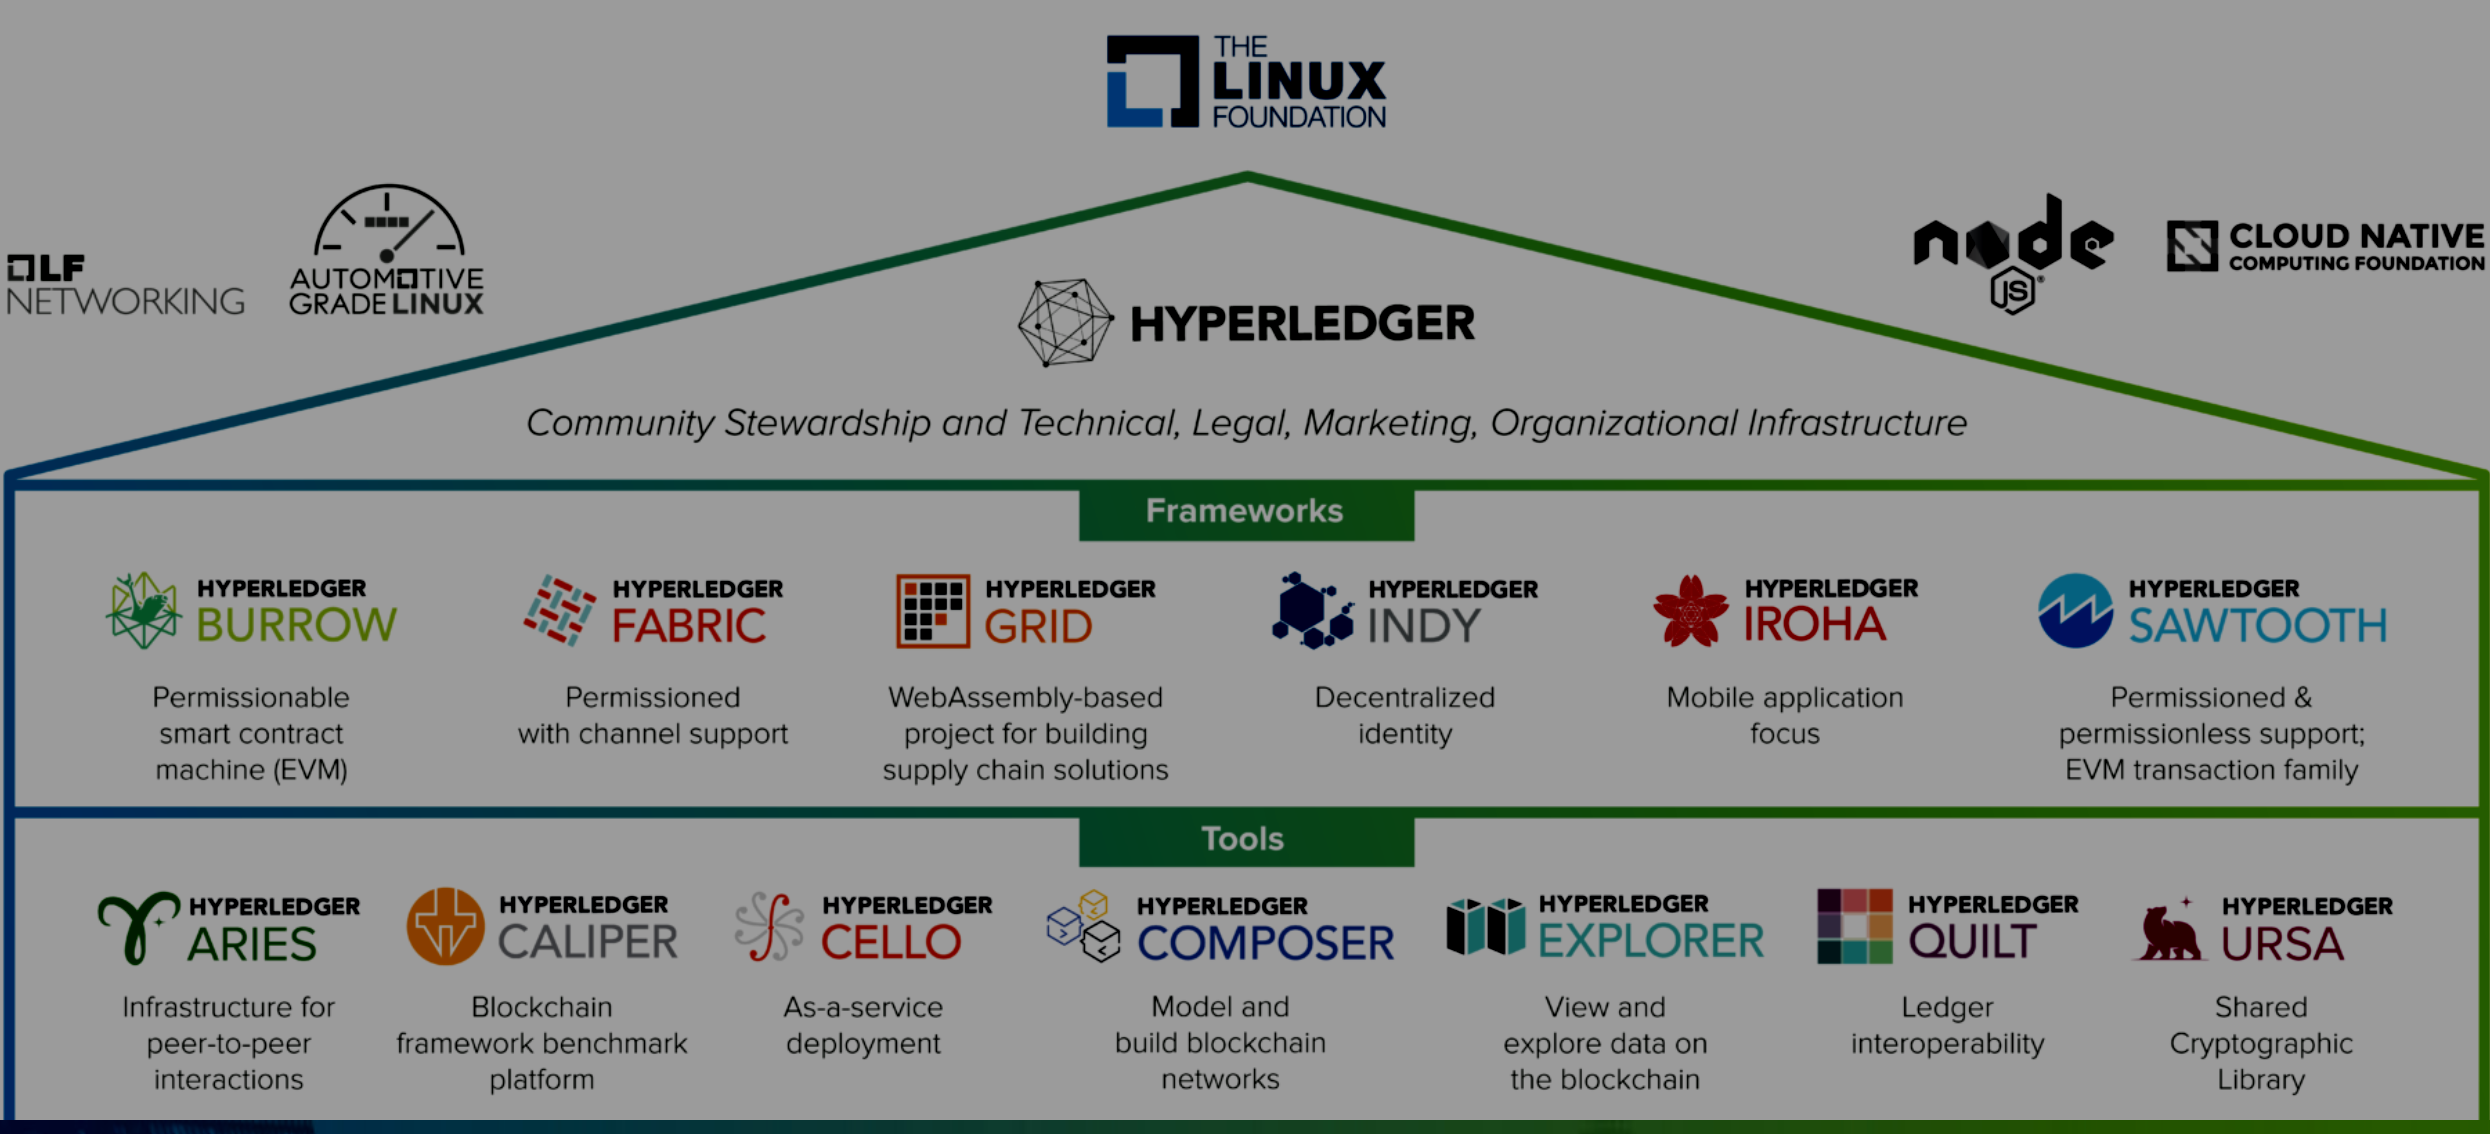 THE
LINUX
FOUNDATION
LF
NETWORKING
AUTOMOTIVE
GRADE LINUX
node
JS
CLOUD NATIVE
COMPUTING FOUNDATION
HYPERLEDGER
Community Stewardship and Technical, Legal, Marketing, Organizational Infrastructure
Frameworks
HYPERLEDGER
BURROW
Permissionable
smart contract
machine (EVM)
HYPERLEDGER
FABRIC
Permissioned
with channel support
HYPERLEDGER
GRID
WebAssembly-based
project for building
supply chain solutions
HYPERLEDGER
INDY
Decentralized
identity
HYPERLEDGER
IROHA
Mobile application
focus
HYPERLEDGER
SAWTOOTH
Permissioned &
permissionless support;
EVM transaction family
Tools
HYPERLEDGER
ARIES
Infrastructure for
peer-to-peer
interactions
HYPERLEDGER
CALIPER
Blockchain
framework benchmark
platform
HYPERLEDGER
CELLO
As-a-service
deployment
HYPERLEDGER
COMPOSER
Model and
build blockchain
networks
HYPERLEDGER
EXPLORER
View and
explore data on
the blockchain
HYPERLEDGER
QUILT
Ledger
interoperability
HYPERLEDGER
URSA
Shared
Cryptographic
Library